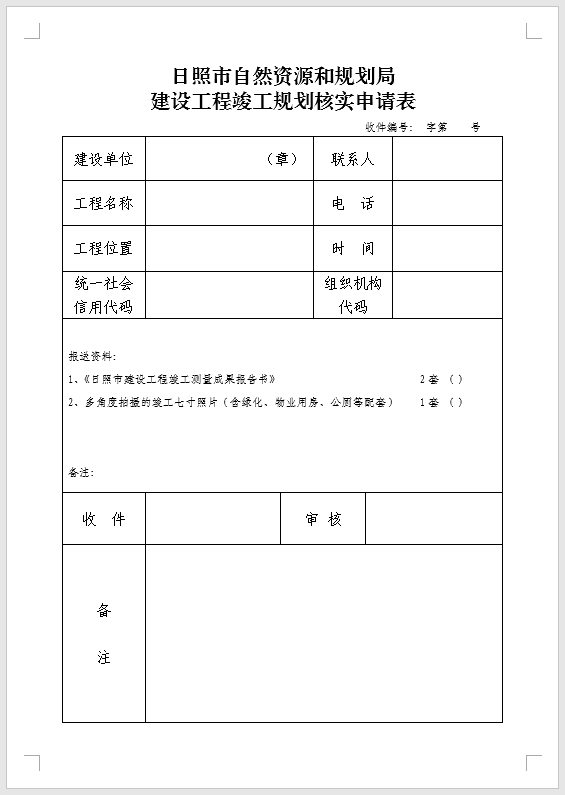 日照市自然资源和规划局
建设工程竣工规划核实申请表
收件编号： 字第 号
建设单位 （章） 联系人
工程名称 电 话
工程位置 时 间
统一社会信用代码 组织机构代码
报送资料：
1、《日照市建设工程竣工测量成果报告书》 2套 （ ）
2、多角度拍摄的竣工七寸照片（含绿化、物业用房、公厕等配套） 1套 （ ）
备注：
收 件 审 核
备
注